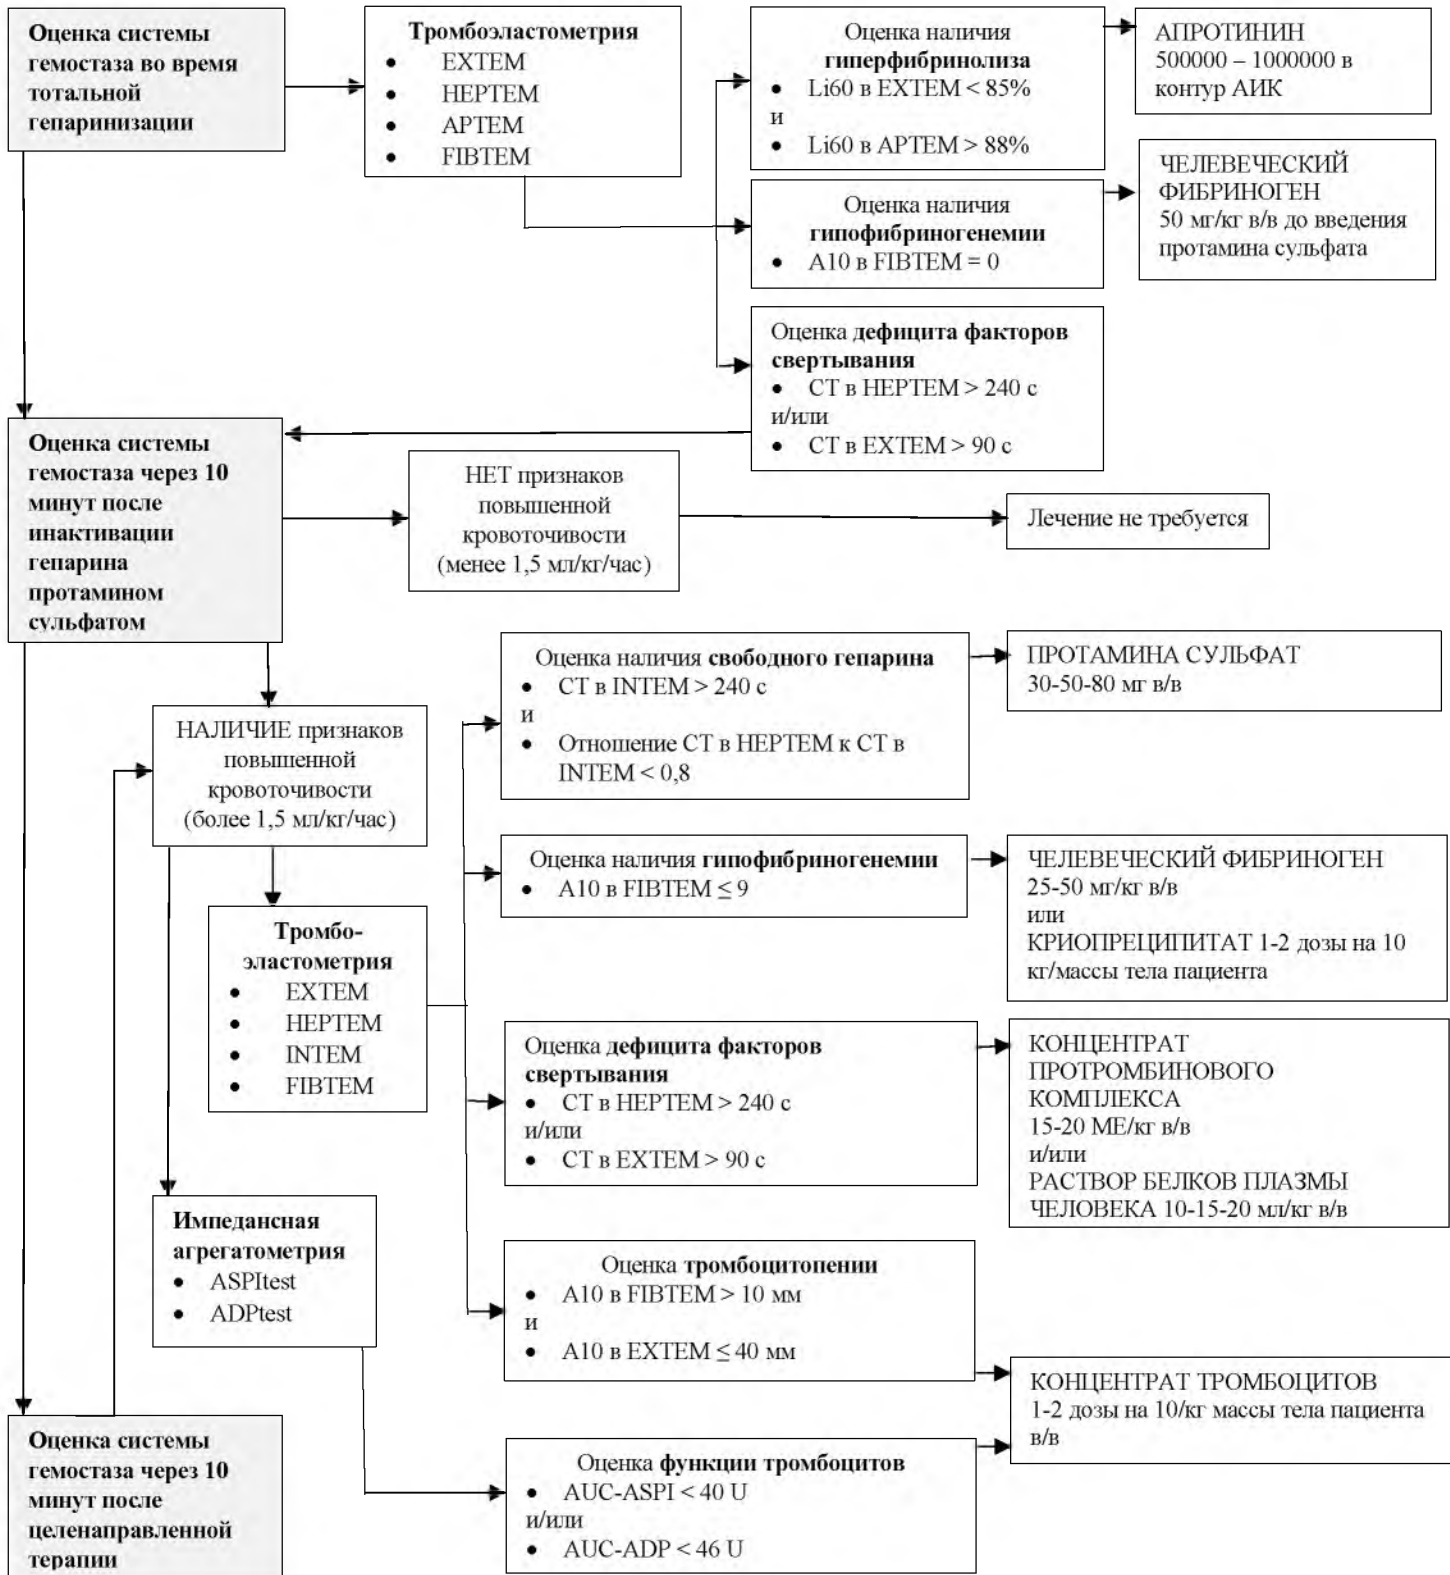 Оценка системы
гемостаза во время
тотальной
гепаринизации
Тромбоэластометрия
• EXTEM
• HEPTEM
• APTEM
• FIBTEM
Оценка наличия
гиперфибринолиза
• Li60 в EXTEM < 85%
и
• Li60 в APTEM > 88%
АПРОТИНИН
500000 – 1000000 в
контур АИК
Оценка наличия
гипофибриногенемии
• A10 в FIBTEM = 0
ЧЕЛЕВЕЧЕСКИЙ
ФИБРИНОГЕН
50 мг/кг в/в до введения
протамина сульфата
Оценка дефицита факторов
свертывания
• CT в HEPTEM > 240 с
и/или
• CT в EXTEM > 90 с
Оценка системы
гемостаза через 10
минут после
инактивации
гепарина
протамином
сульфатом
НЕТ признаков
повышенной
кровоточивости
(менее 1,5 мл/кг/час)
Лечение не требуется
НАЛИЧИЕ признаков
повышенной
кровоточивости
(более 1,5 мл/кг/час)
Оценка наличия свободного гепарина
• CT в INTEM > 240 с
и
• Отношение CT в HEPTEM к CT в
INTEM < 0,8
ПРОТАМИНА СУЛЬФАТ
30-50-80 мг в/в
Оценка наличия гипофибриногенемии
• A10 в FIBTEM ≤ 9
ЧЕЛЕВЕЧЕСКИЙ ФИБРИНОГЕН
25-50 мг/кг в/в
или
КРИОПРЕЦИПИТАТ 1-2 дозы на 10
кг/массы тела пациента
Тромбо-
эластометрия
• EXTEM
• HEPTEM
• INTEM
• FIBTEM
Оценка дефицита факторов
свертывания
• CT в HEPTEM > 240 с
и/или
• CT в EXTEM > 90 с
КОНЦЕНТРАТ
ПРОТРОМБИНОВОГО
КОМПЛЕКСА
15-20 МЕ/кг в/в
и/или
РАСТВОР БЕЛКОВ ПЛАЗМЫ
ЧЕЛОВЕКА 10-15-20 мл/кг в/в
Импедансная
агрегатометрия
• ASPItest
• ADPtest
Оценка тромбоцитопении
• A10 в FIBTEM > 10 мм
и
• A10 в EXTEM ≤ 40 мм
КОНЦЕНТРАТ ТРОМБОЦИТОВ
1-2 дозы на 10/кг массы тела пациента
в/в
Оценка системы
гемостаза через 10
минут после
целенаправленной
терапии
Оценка функции тромбоцитов
• AUC-ASPI < 40 U
и/или
• AUC-ADP < 46 U